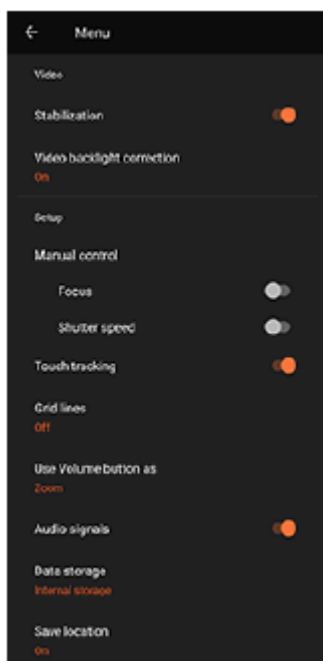 Menu
Video
Stabilization
Video backlight correction
On
Setup
Manual control
Focus
Shutter speed
Touch tracking
Grid lines
Off
Use Volume button as
Zoom
Audio signals
Data storage
Internal storage
Save location
On